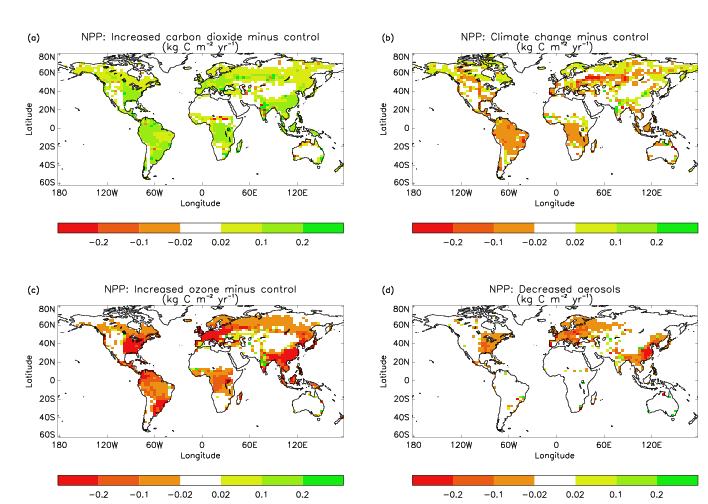 (a) NPP: Increased carbon dioxide minus control
(kg C m⁻² yr⁻¹)
80N
60N
40N
20N
0
20S
40S
60S
Latitude
180 120W 60W 0 60E 120E
Longitude
−0.2 −0.1 −0.02 0.02 0.1 0.2
(b) NPP: Climate change minus control
(kg C m⁻² yr⁻¹)
80N
60N
40N
20N
0
20S
40S
60S
Latitude
180 120W 60W 0 60E 120E
Longitude
−0.2 −0.1 −0.02 0.02 0.1 0.2
(c) NPP: Increased ozone minus control
(kg C m⁻² yr⁻¹)
80N
60N
40N
20N
0
20S
40S
60S
Latitude
180 120W 60W 0 60E 120E
Longitude
−0.2 −0.1 −0.02 0.02 0.1 0.2
(d) NPP: Decreased aerosols
(kg C m⁻² yr⁻¹)
80N
60N
40N
20N
0
20S
40S
60S
Latitude
180 120W 60W 0 60E 120E
Longitude
−0.2 −0.1 −0.02 0.02 0.1 0.2